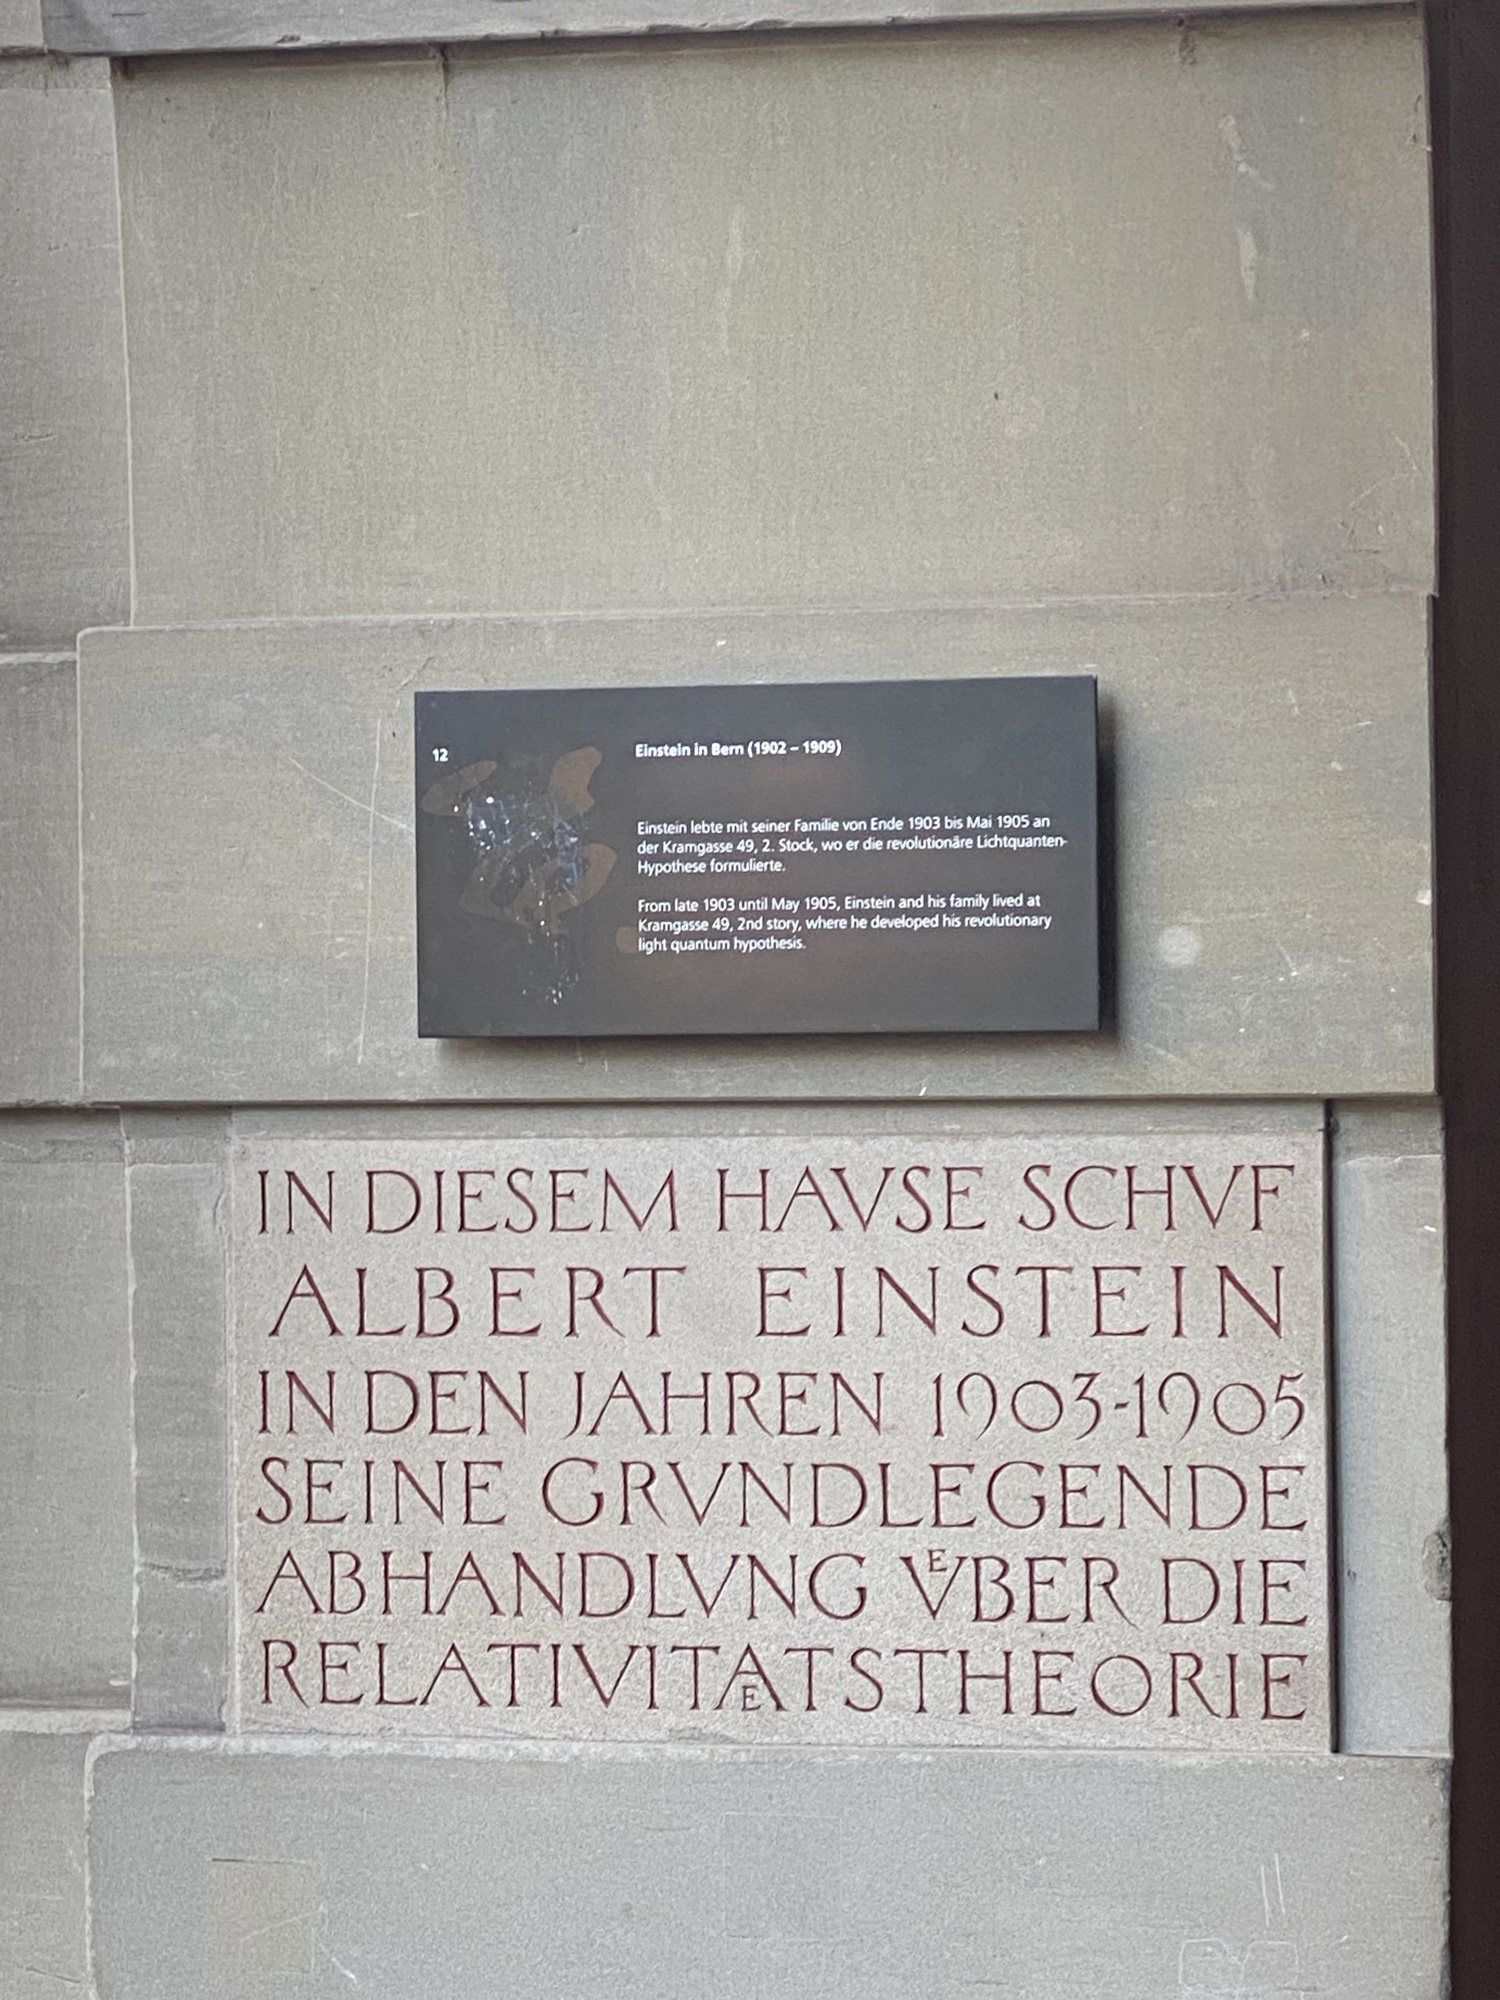 12
Einstein in Bern (1902 – 1909)
Einstein lebte mit seiner Familie von Ende 1903 bis Mai 1905 an
der Kramgasse 49, 2. Stock, wo er die revolutionäre Lichtquanten-
Hypothese formulierte.
From late 1903 until May 1905, Einstein and his family lived at
Kramgasse 49, 2nd story, where he developed his revolutionary
light quantum hypothesis.
IN DIESEM HAVSE SCHVF
ALBERT EINSTEIN
IN DEN JAHREN 1903-1905
SEINE GRVNDLEGENDE
ABHANDLVNG VͤBER DIE
RELATIVITAͤTSTHEORIE